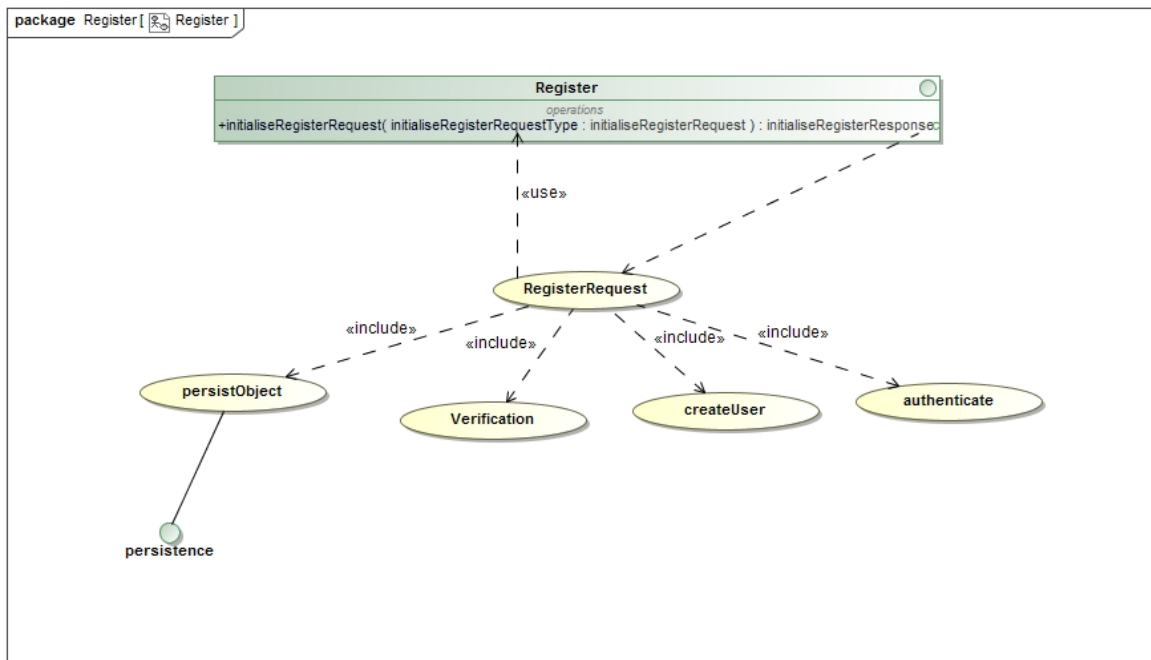 package Register[ Register ]
Register
operations
+initialiseRegisterRequest( initialiseRegisterRequestType : initialiseRegisterRequest ) : initialiseRegisterResponse
«use»
RegisterRequest
«include»
«include»
«include»
«include»
persistObject
Verification
createUser
authenticate
persistence